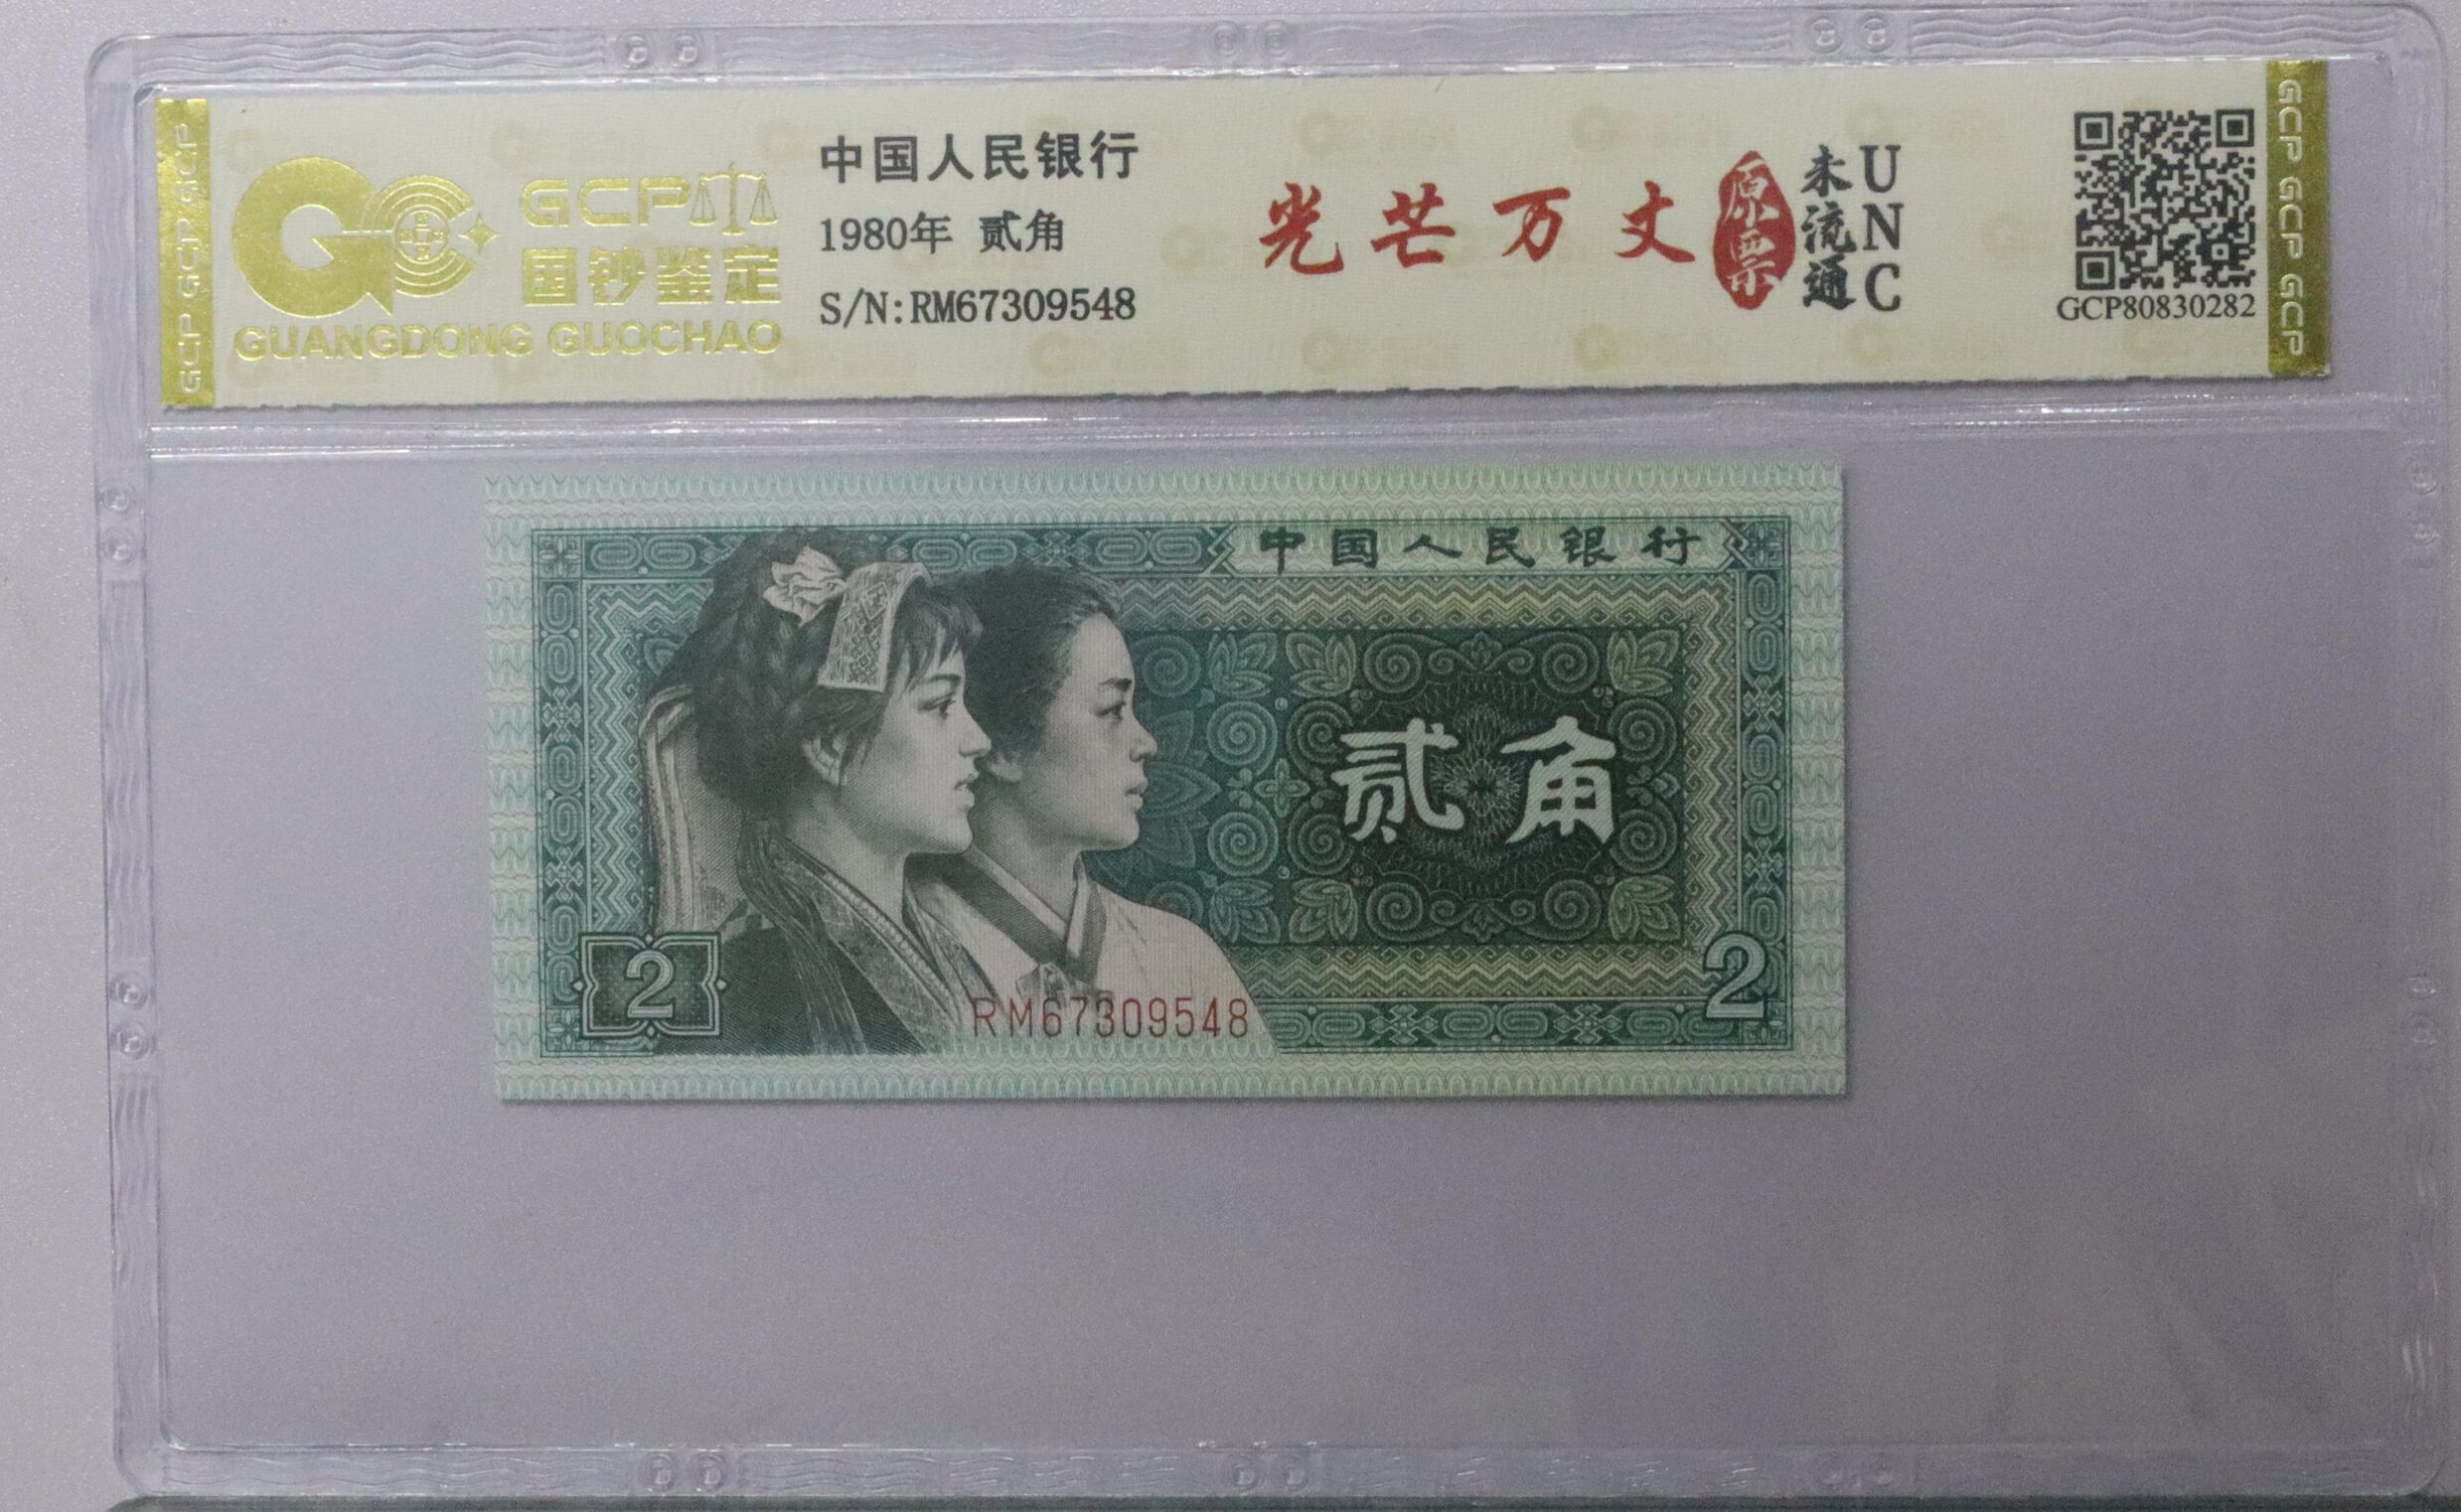 GCP GCP GCP
GCP
国钞鉴定
GUANGDONG GUOCHAO
中国人民银行
1980年 贰角
S/N:RM67309548
光芒万丈
原票
未流通
UNC
GCP80830282
GCP GCP GCP
中国人民银行
贰角
2
2
RM67309548